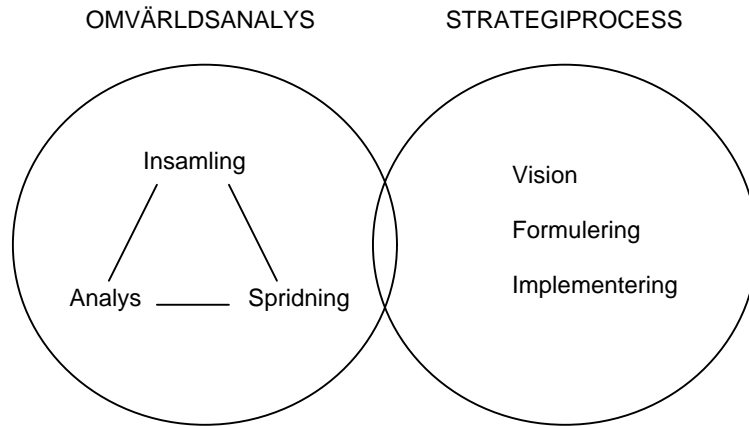 OMVÄRLDSANALYS
STRATEGIPROCESS
Insamling
Analys
Spridning
Vision
Formulering
Implementering